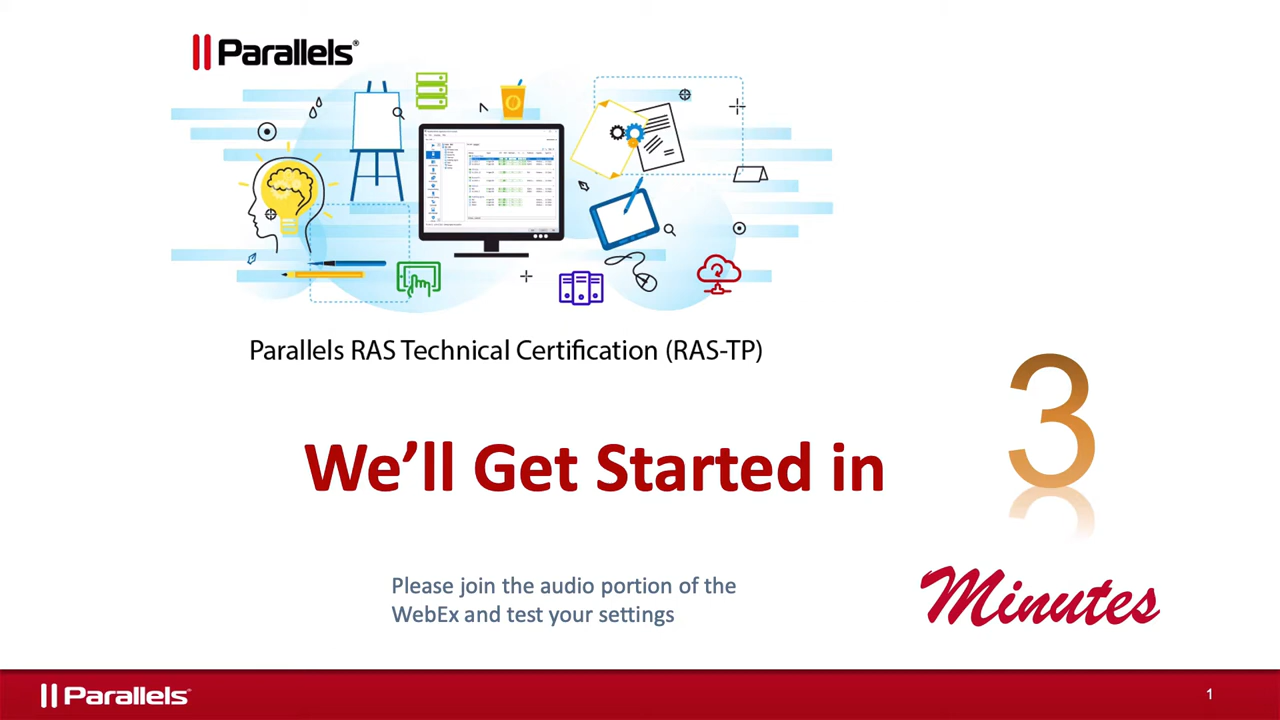 Parallels®
Parallels RAS Technical Certification (RAS-TP)
We'll Get Started in
3
Minutes
Please join the audio portion of the
WebEx and test your settings
Parallels®
1